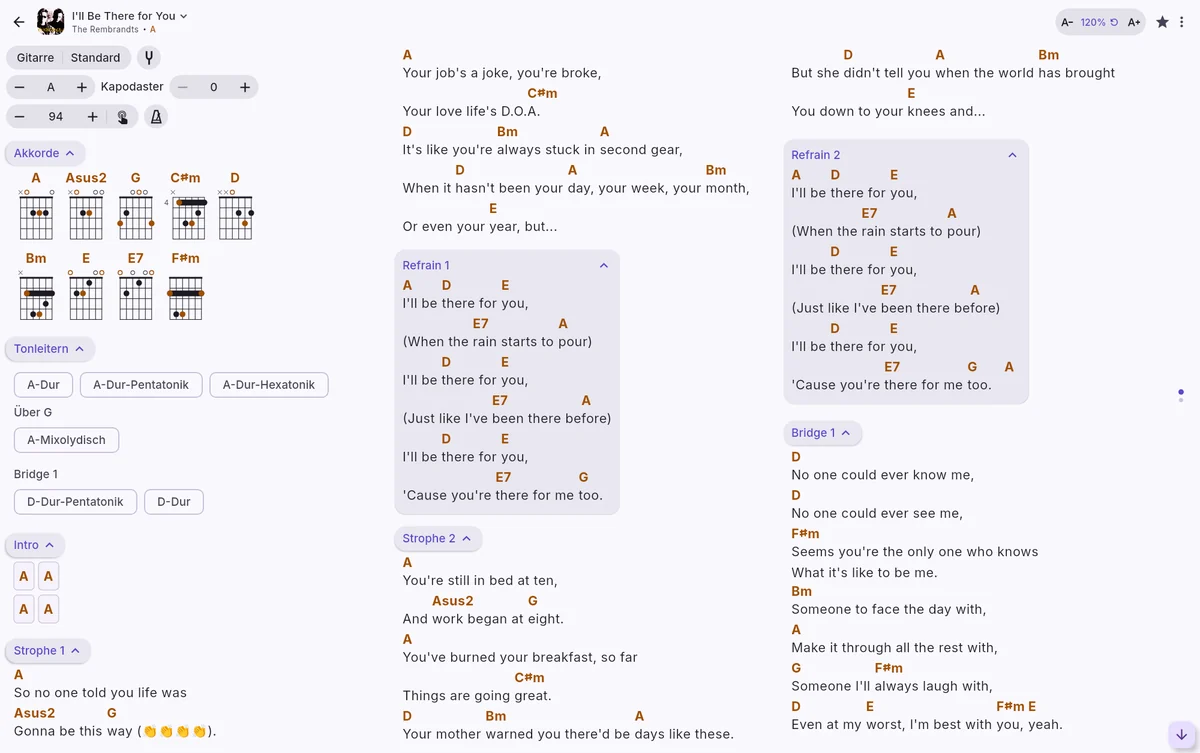 I'll Be There for You
The Rembrandts • A
A- 120% A+
Gitarre Standard
− A + Kapodaster − 0 +
− 94 +
Akkorde
A Asus2 G C#m D
4
Bm E E7 F#m
Tonleitern
A-Dur A-Dur-Pentatonik A-Dur-Hexatonik
Über G
A-Mixolydisch
Bridge 1
D-Dur-Pentatonik D-Dur
Intro
A A
A A
Strophe 1
A
So no one told you life was
Asus2 G
Gonna be this way (👏👏👏👏).
A
Your job's a joke, you're broke,
C#m
Your love life's D.O.A.
D Bm A
It's like you're always stuck in second gear,
D A Bm
When it hasn't been your day, your week, your month,
E
Or even your year, but...
Refrain 1
A D E
I'll be there for you,
E7 A
(When the rain starts to pour)
D E
I'll be there for you,
E7 A
(Just like I've been there before)
D E
I'll be there for you,
E7 G
'Cause you're there for me too.
Strophe 2
A
You're still in bed at ten,
Asus2 G
And work began at eight.
A
You've burned your breakfast, so far
C#m
Things are going great.
D Bm A
Your mother warned you there'd be days like these.
D A Bm
But she didn't tell you when the world has brought
E
You down to your knees and...
Refrain 2
A D E
I'll be there for you,
E7 A
(When the rain starts to pour)
D E
I'll be there for you,
E7 A
(Just like I've been there before)
D E
I'll be there for you,
E7 G A
'Cause you're there for me too.
Bridge 1
D
No one could ever know me,
D
No one could ever see me,
F#m
Seems you're the only one who knows
What it's like to be me.
Bm
Someone to face the day with,
A
Make it through all the rest with,
G F#m
Someone I'll always laugh with,
D E F#m E
Even at my worst, I'm best with you, yeah.